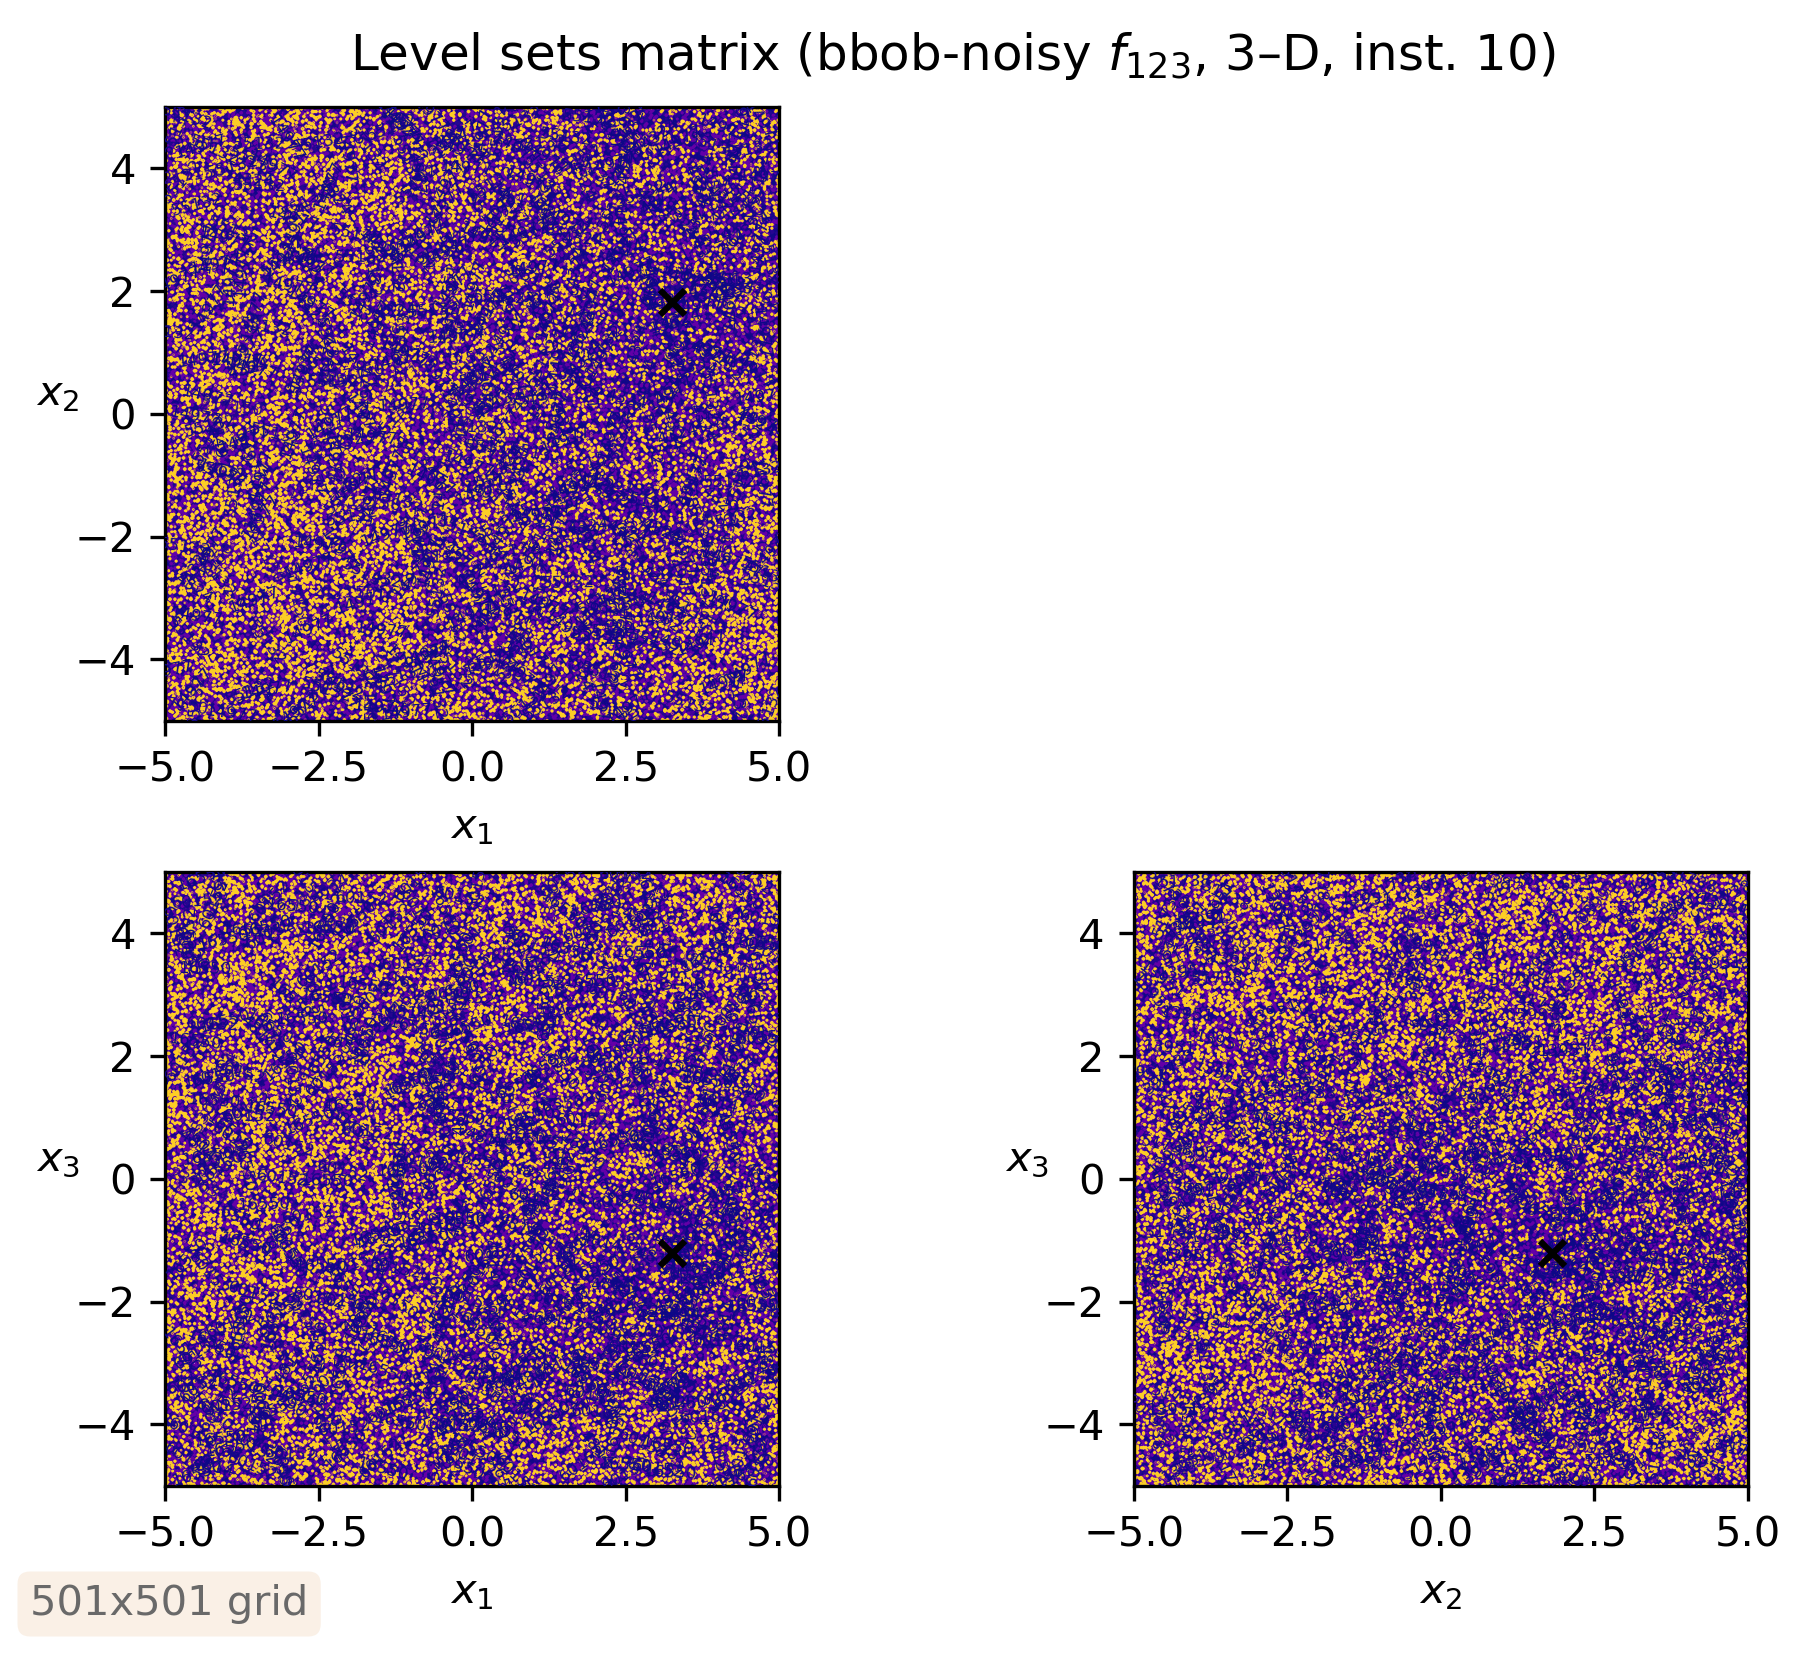 Level sets matrix (bbob-noisy f₁₂₃, 3–D, inst. 10)
4
2
x₂
0
−2
−4
−5.0 −2.5 0.0 2.5 5.0
x₁
4 4
2 2
x₃ x₃
0 0
−2 −2
−4 −4
−5.0 −2.5 0.0 2.5 5.0 −5.0 −2.5 0.0 2.5 5.0
x₁ x₂
501x501 grid